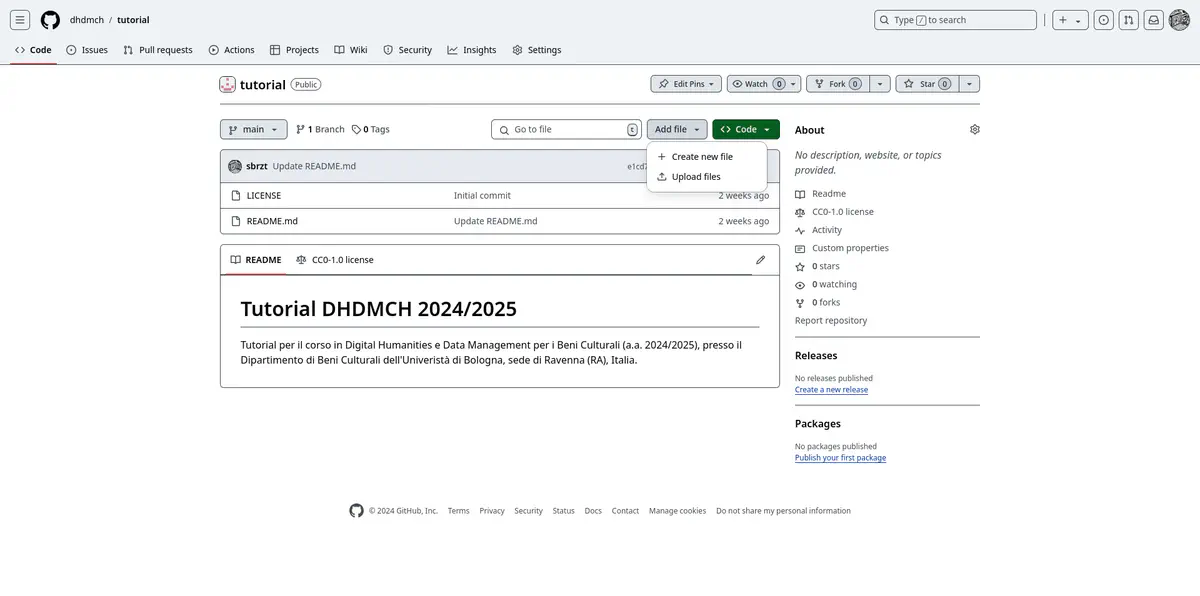 dhdmch / tutorial
Type / to search
Code Issues Pull requests Actions Projects Wiki Security Insights Settings
tutorial Public
Edit Pins Watch 0 Fork 0 Star 0
main 1 Branch 0 Tags
Go to file t
Add file
Code
Create new file
Upload files
sbrzt Update README.md e1cd7
LICENSE Initial commit 2 weeks ago
README.md Update README.md 2 weeks ago
README CC0-1.0 license
Tutorial DHDMCH 2024/2025
Tutorial per il corso in Digital Humanities e Data Management per i Beni Culturali (a.a. 2024/2025), presso il
Dipartimento di Beni Culturali dell'Univeristà di Bologna, sede di Ravenna (RA), Italia.
About
No description, website, or topics
provided.
Readme
CC0-1.0 license
Activity
Custom properties
0 stars
0 watching
0 forks
Report repository
Releases
No releases published
Create a new release
Packages
No packages published
Publish your first package
© 2024 GitHub, Inc. Terms Privacy Security Status Docs Contact Manage cookies Do not share my personal information